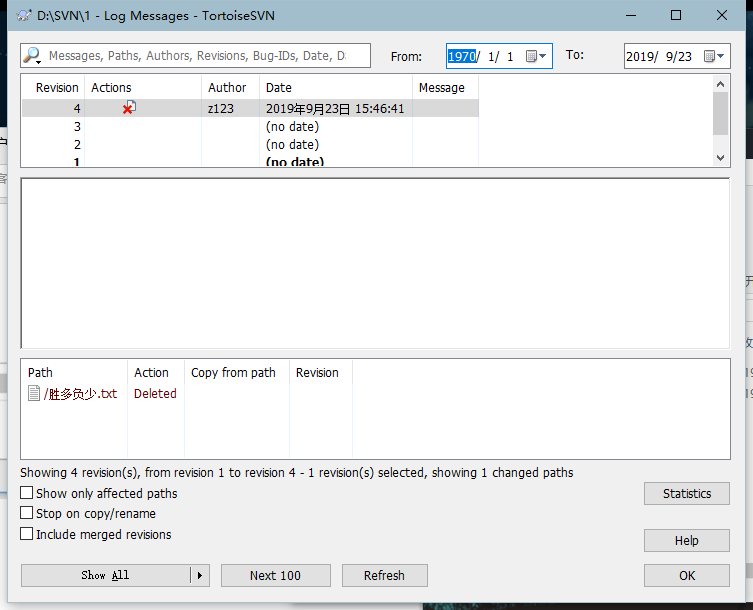 D:\SVN\1 - Log Messages - TortoiseSVN
Messages, Paths, Authors, Revisions, Bug-IDs, Date, D
From: 1970/ 1/ 1 To: 2019/ 9/23
Revision Actions Author Date Message
4 z123 2019年9月23日 15:46:41
3 (no date)
2 (no date)
1 (no date)
Path Action Copy from path Revision
/胜多负少.txt Deleted
Showing 4 revision(s), from revision 1 to revision 4 - 1 revision(s) selected, showing 1 changed paths
Show only affected paths
Statistics
Stop on copy/rename
Include merged revisions
Help
Show All Next 100 Refresh OK